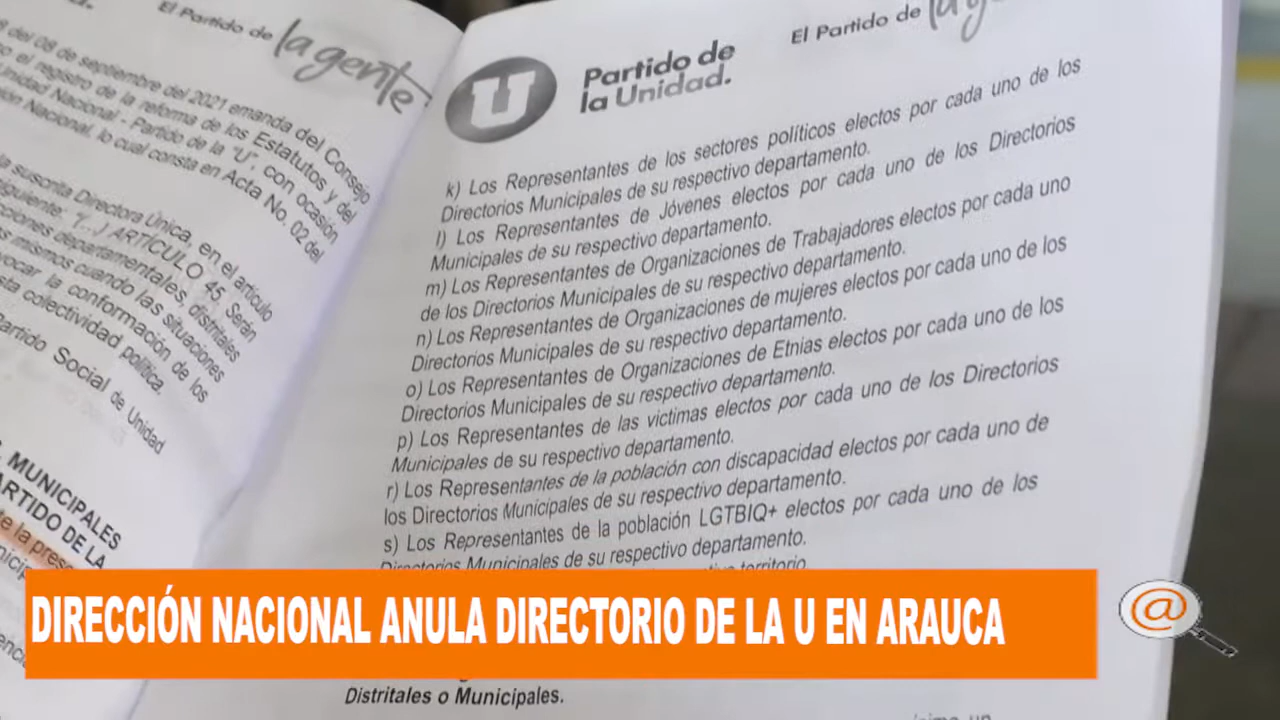 El Partido de
la gente
del 08 de septiembre del 2021 emanda del Consejo
el registro de la reforma de los Estatutos y del
Unidad Nacional - Partido de la "U", con ocasión
Nacional, lo cual consta en Acta No. 02 del
la suscrita Directora Única, en el artículo
siguiente: "(...) ARTÍCULO 45. Serán
departamentales, distritales
mismos cuando las situaciones
la conformación de los
esta colectividad política.
Partido Social de Unidad
MUNICIPALES
PARTIDO DE LA
la
U Partido de
la Unidad.
El Partido de
k) Los Representantes de los sectores políticos electos por cada uno de los
Directorios Municipales de su respectivo departamento.
l) Los Representantes de Jóvenes electos por cada uno de los Directorios
Municipales de su respectivo departamento.
m) Los Representantes de Organizaciones de Trabajadores electos por cada uno
de los Directorios Municipales de su respectivo departamento.
n) Los Representantes de Organizaciones de mujeres electos por cada uno de los
Directorios Municipales de su respectivo departamento.
o) Los Representantes de Organizaciones de Etnias electos por cada uno de los
Directorios Municipales de su respectivo departamento.
p) Los Representantes de las victimas electos por cada uno de los Directorios
Municipales de su respectivo departamento.
r) Los Representantes de la población con discapacidad electos por cada uno de
los Directorios Municipales de su respectivo departamento.
s) Los Representantes de la población LGTBIQ+ electos por cada uno de los
Directorios Municipales de su respectivo departamento.
territorio
DIRECCIÓN NACIONAL ANULA DIRECTORIO DE LA U EN ARAUCA
@
Distritales o Municipales.